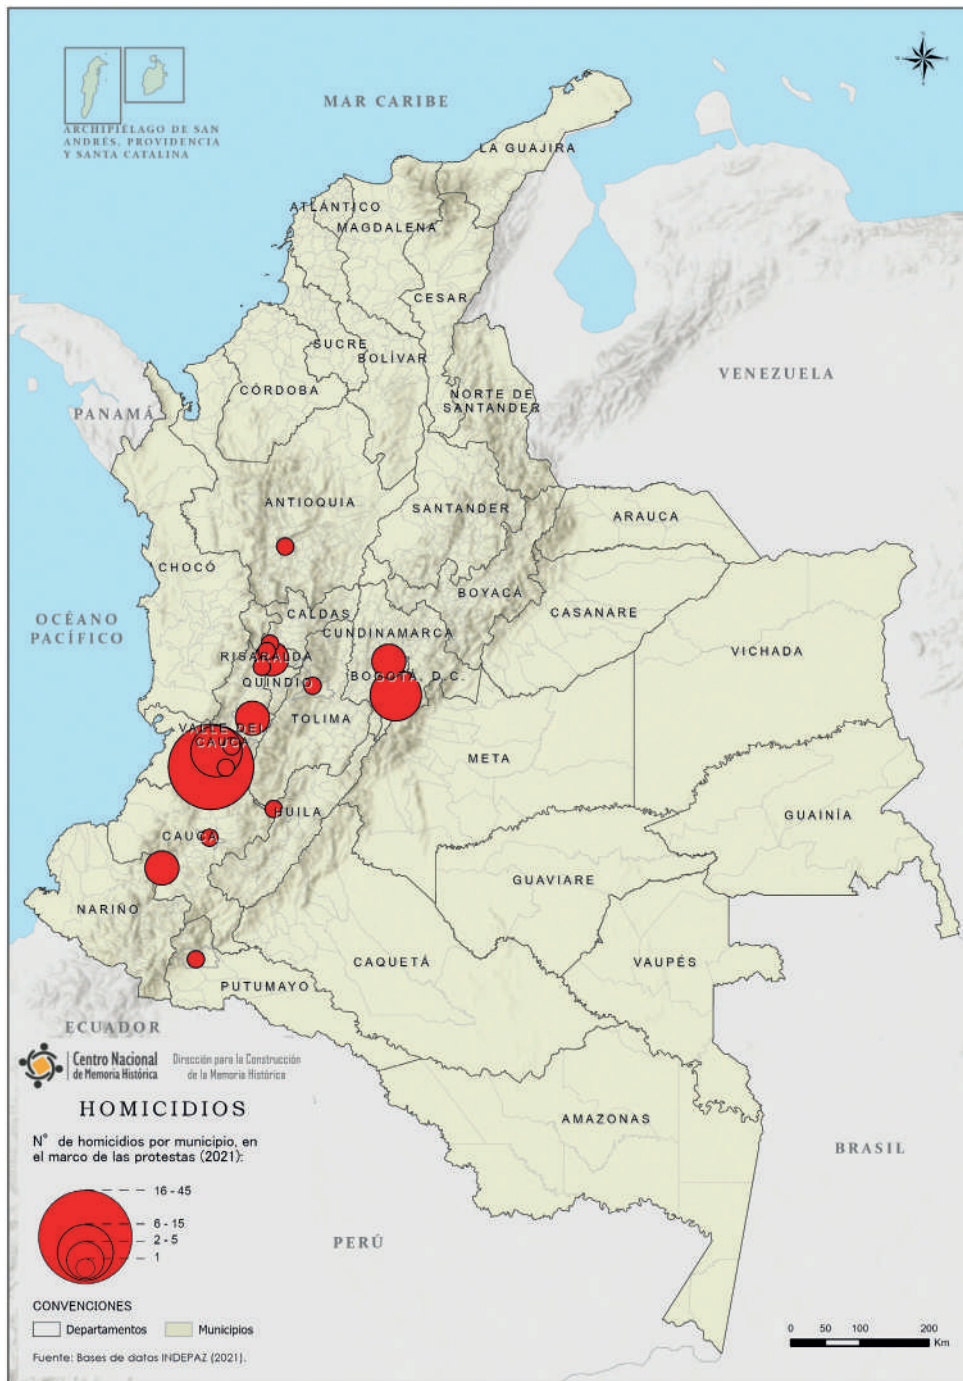 MAR CARIBE
ARCHIPIÉLAGO DE SAN
ANDRÉS, PROVIDENCIA
Y SANTA CATALINA
LA GUAJIRA
ATLÁNTICO
MAGDALENA
CESAR
SUCRE
BOLÍVAR
CÓRDOBA
NORTE DE
SANTANDER
VENEZUELA
PANAMÁ
ANTIOQUIA
SANTANDER
ARAUCA
CHOCÓ
BOYACÁ
CASANARE
OCÉANO
PACÍFICO
CALDAS
CUNDINAMARCA
RISARALDA
VICHADA
QUINDIO
BOGOTÁ, D.C.
TOLIMA
VALLE DEL
CAUCA
META
HUILA
GUAINÍA
CAUCA
GUAVIARE
NARIÑO
CAQUETÁ
VAUPÉS
PUTUMAYO
ECUADOR
Centro Nacional
de Memoria Histórica
Dirección para la Construcción
de la Memoria Histórica
HOMICIDIOS
N° de homicidios por municipio, en
el marco de las protestas (2021):
16 - 45
6 - 15
2 - 5
1
AMAZONAS
BRASIL
PERÚ
CONVENCIONES
Departamentos
Municipios
Fuente: Bases de datos INDEPAZ (2021).
0 50 100 200
Km